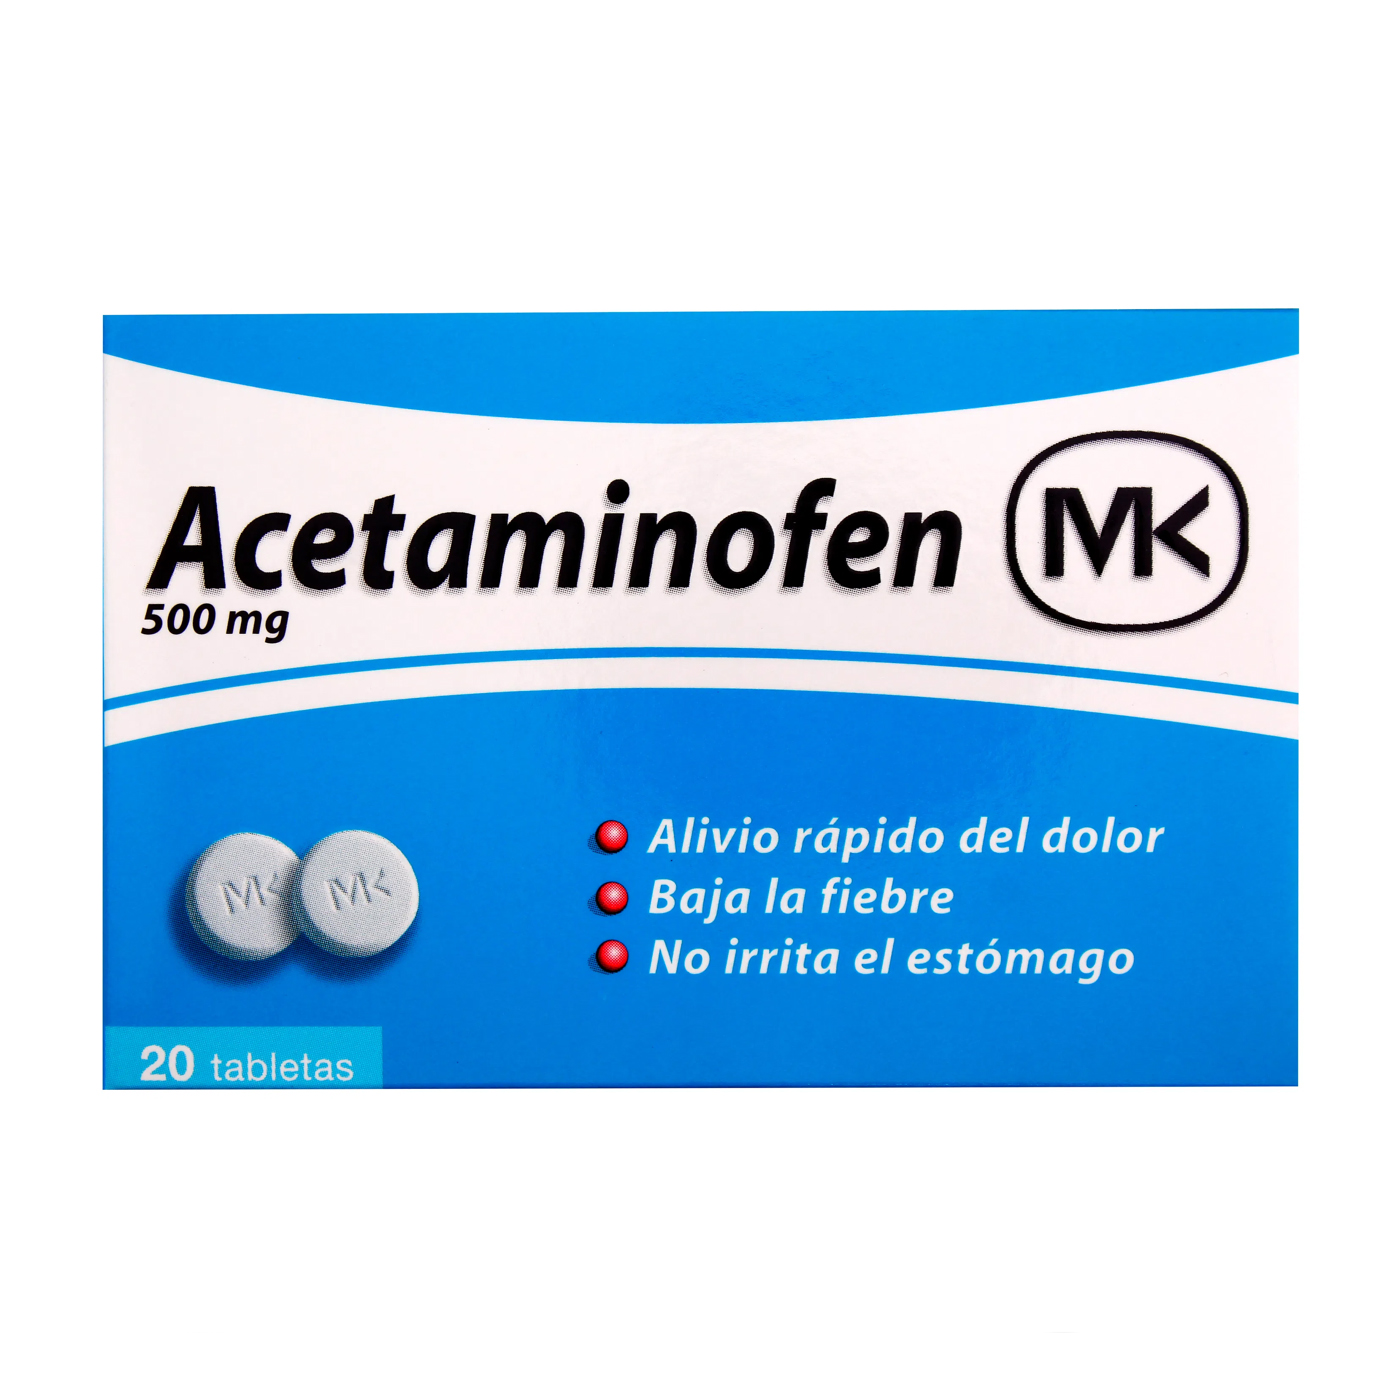 Acetaminofen
MK
500 mg
MK MK
Alivio rápido del dolor
Baja la fiebre
No irrita el estómago
20 tabletas